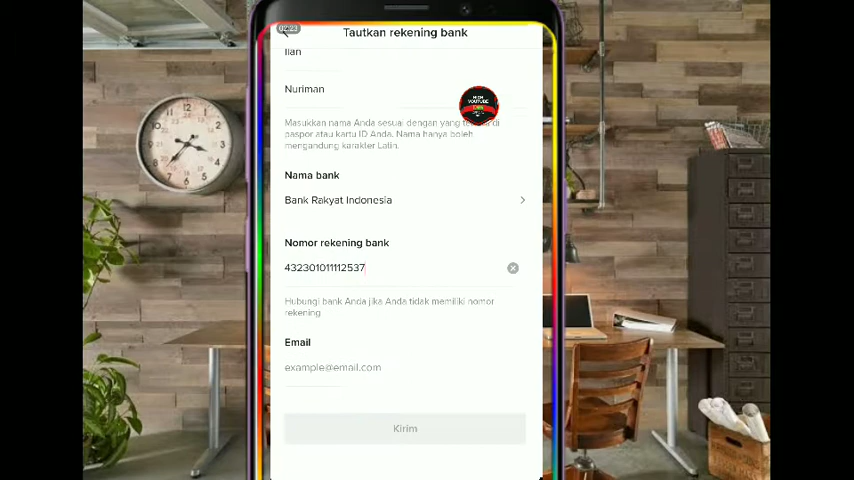 Tautkan rekening bank
Ilan
Nuriman
Masukkan nama Anda sesuai dengan yang di
paspor atau kartu ID Anda. Nama hanya boleh
mengandung karakter Latin.
Nama bank
Bank Rakyat Indonesia
Nomor rekening bank
432301011112537
Hubungi bank Anda jika Anda tidak memiliki nomor
rekening
Email
example@email.com
Kirim